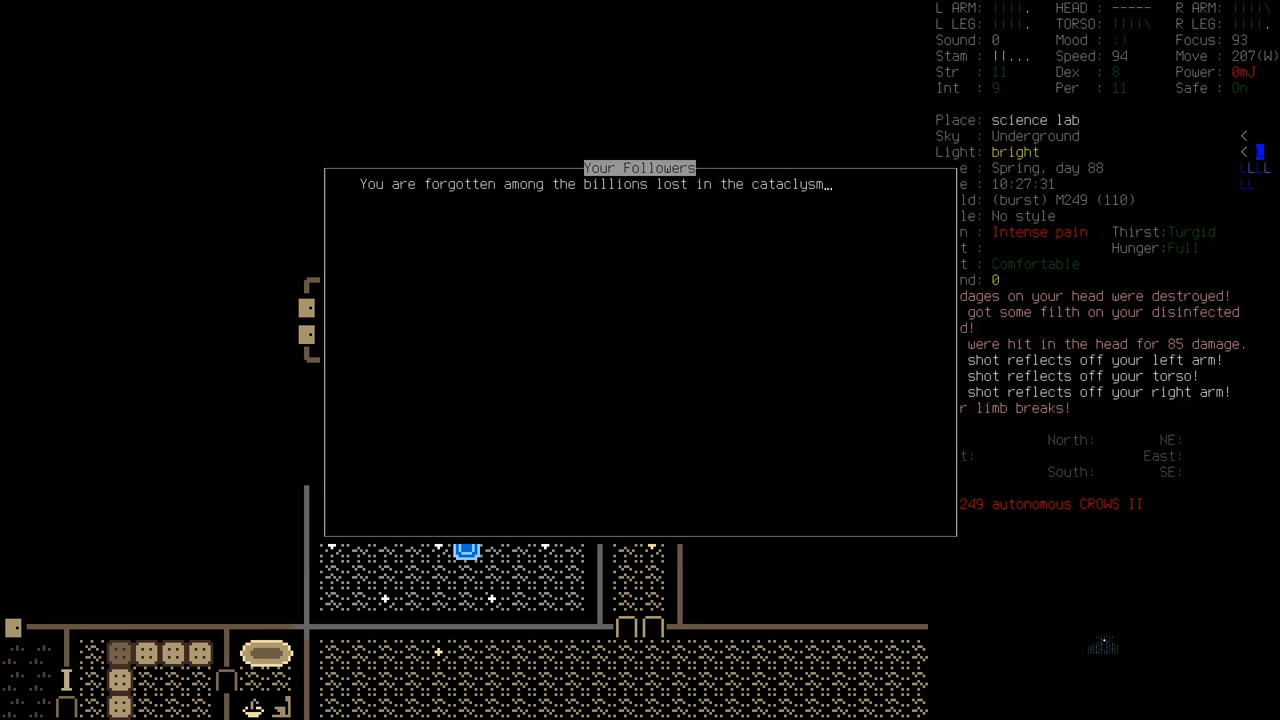 L ARM: ||||. HEAD : ----- R ARM: ||||\
L LEG: ||||. TORSO: ||||\ R LEG: ||||.
Sound: 0 Mood : :) Focus: 93
Stam : ||... Speed: 94 Move : 207(W)
Str : 11 Dex : 8 Power: 0mJ
Int : 9 Per : 11 Safe : On
Place: science lab
Sky : Underground <
Light: bright < L
e : Spring, day 88 LLLL
e : 10:27:31 LL
ld: (burst) M249 (110)
le: No style
n : Intense pain Thirst:Turgid
t : Hunger:Full
t : Comfortable
nd: 0
dages on your head were destroyed!
got some filth on your disinfected
d!
were hit in the head for 85 damage.
shot reflects off your left arm!
shot reflects off your torso!
shot reflects off your right arm!
r limb breaks!
North: NE:
t: East:
South: SE:
249 autonomous CROWS II
Your Followers
You are forgotten among the billions lost in the cataclysm…